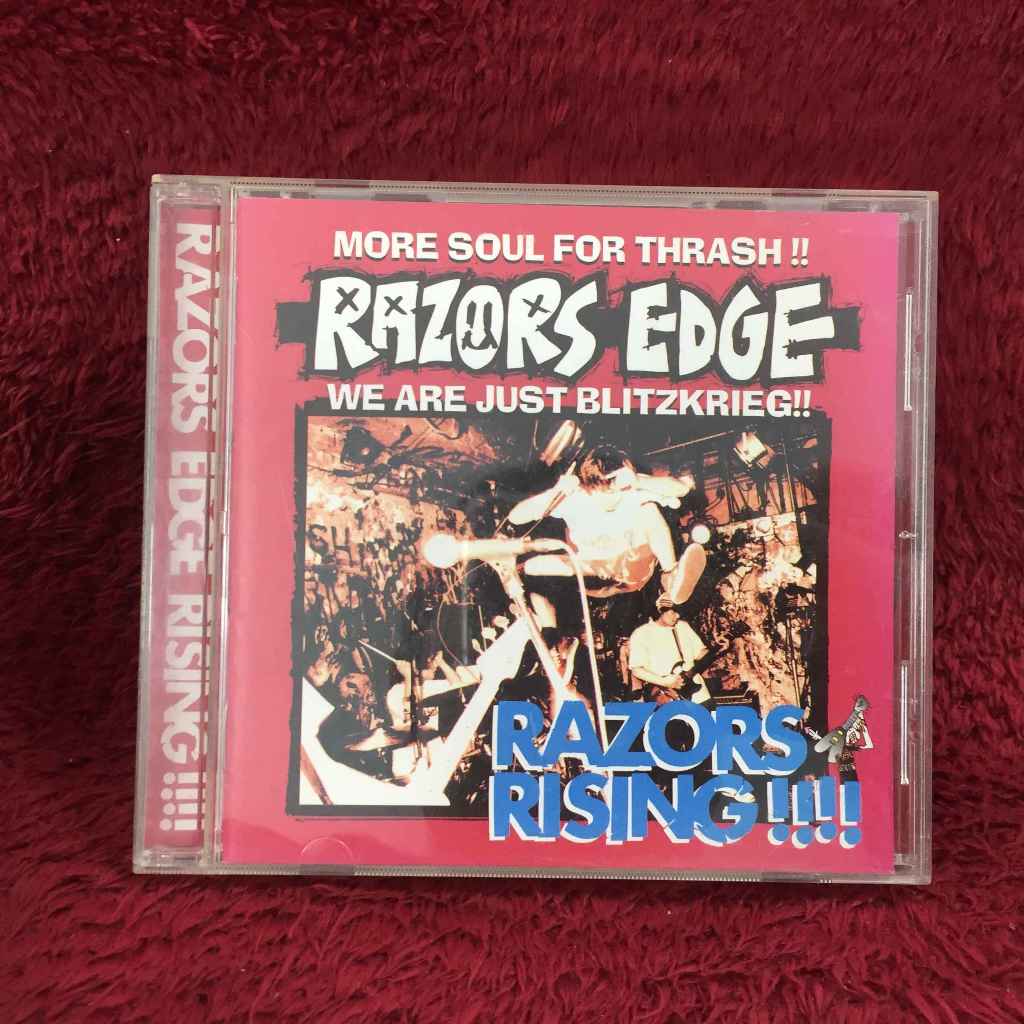 MORE SOUL FOR THRASH !!
RAZORS EDGE
WE ARE JUST BLITZKRIEG!!
RAZORS
RISING !!!!
RAZORS EDGE RISING !!!!